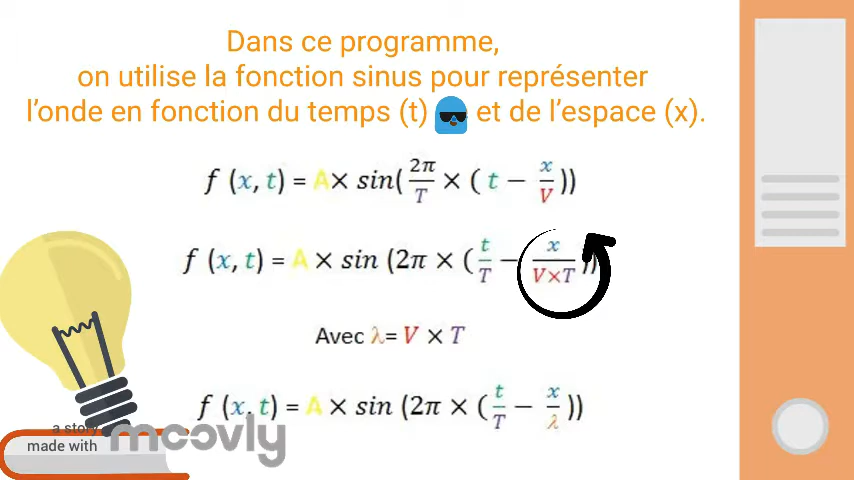 Dans ce programme,
on utilise la fonction sinus pour représenter
l'onde en fonction du temps (t) et de l'espace (x).
f (x, t) = A× sin(2π/T × ( t − x/V ))
f (x, t) = A × sin (2π × (t/T − x/V×T ))
Avec λ= V × T
f (x, t) = A × sin (2π × (t/T − x/λ ))
a story
made with moovly